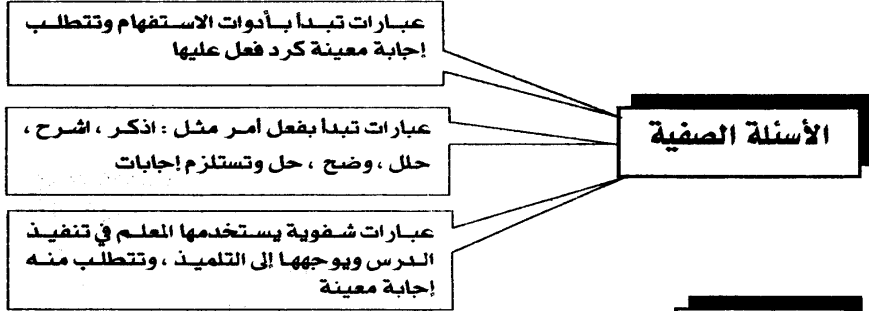 الأسئلة الصفية
عبارات تبدأ بأدوات الاستفهام وتتطلب
إجابة معينة كرد فعل عليها
عبارات تبدأ بفعل أمر مثل : اذكر ، اشرح ،
حلل ، وضح ، حل وتستلزم إجابات
عبارات شفوية يستخدمها المعلم في تنفيذ
الدرس ويوجهها إلى التلميذ ، وتتطلب منه
إجابة معينة